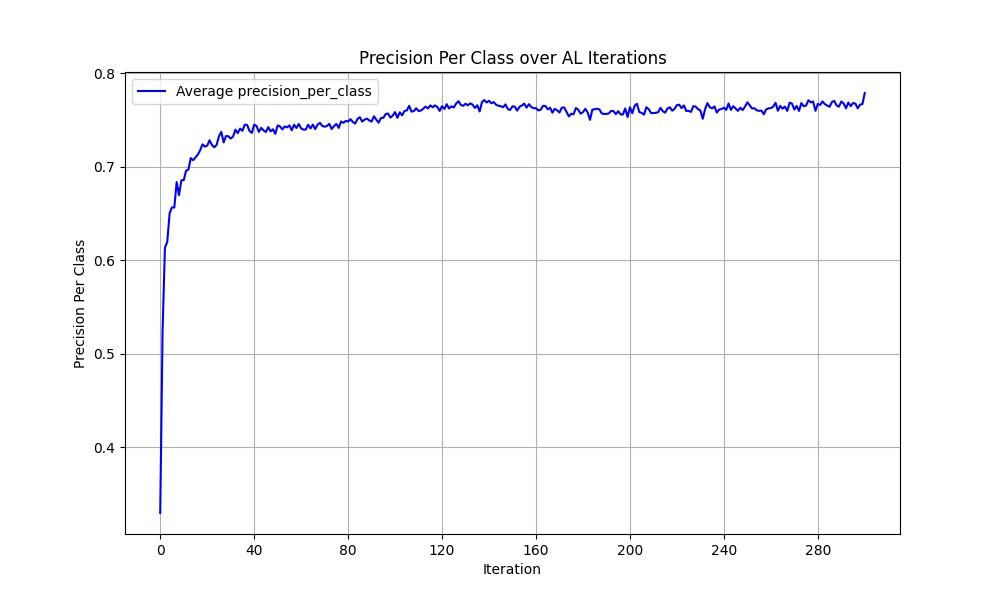 Precision Per Class over AL Iterations
Average precision_per_class
Precision Per Class
0.8
0.7
0.6
0.5
0.4
0 40 80 120 160 200 240 280
Iteration